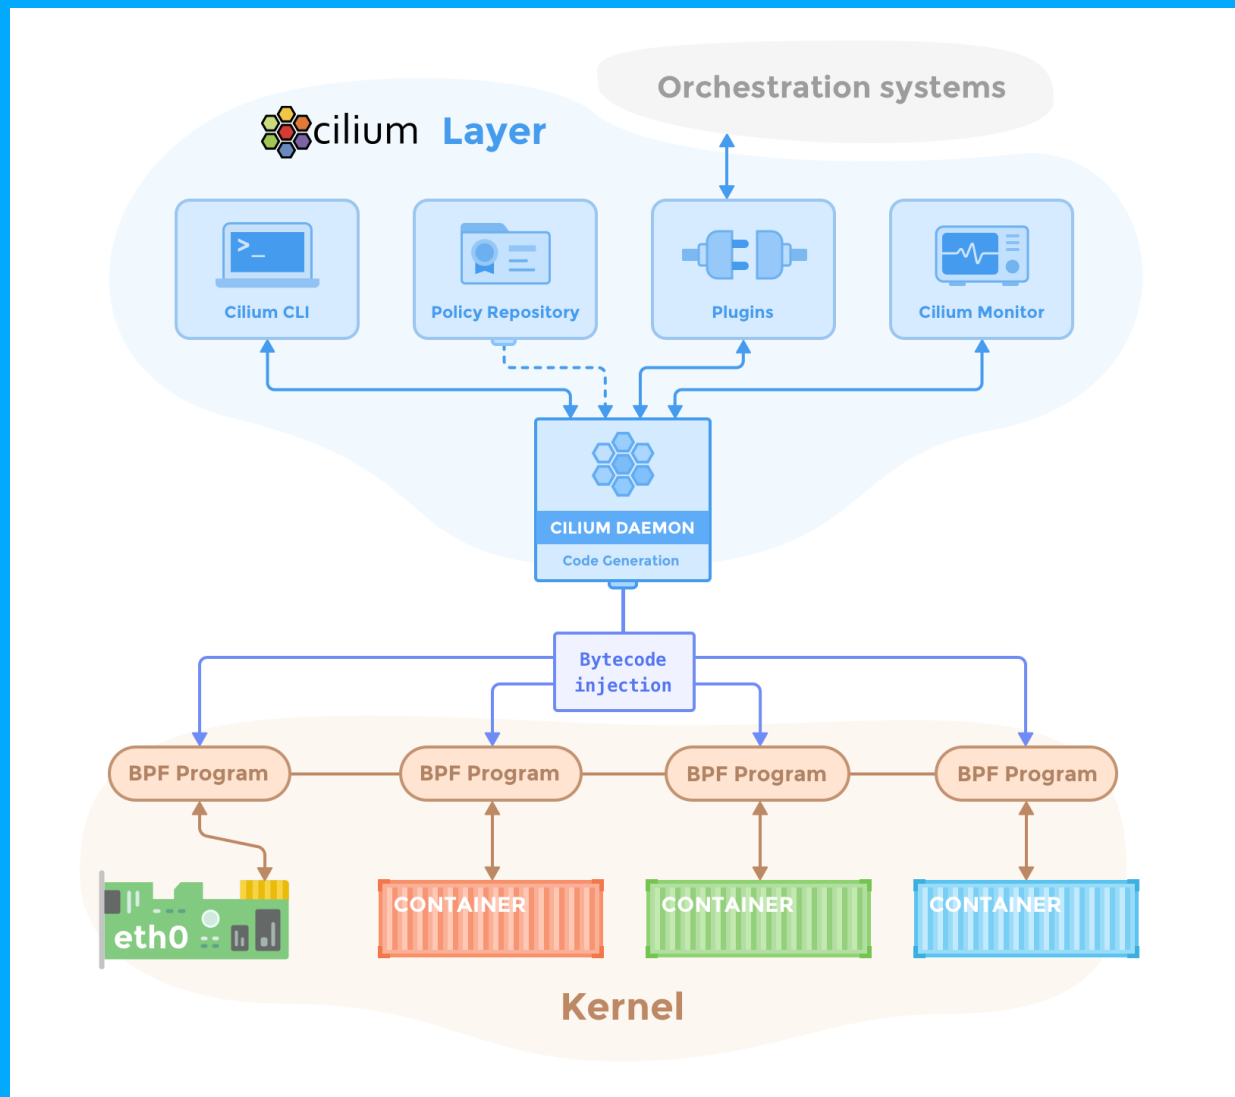 Orchestration systems
cilium Layer
>_
Cilium CLI
Policy Repository
Plugins
Cilium Monitor
CILIUM DAEMON
Code Generation
Bytecode
injection
BPF Program
BPF Program
BPF Program
BPF Program
eth0
CONTAINER
CONTAINER
CONTAINER
Kernel